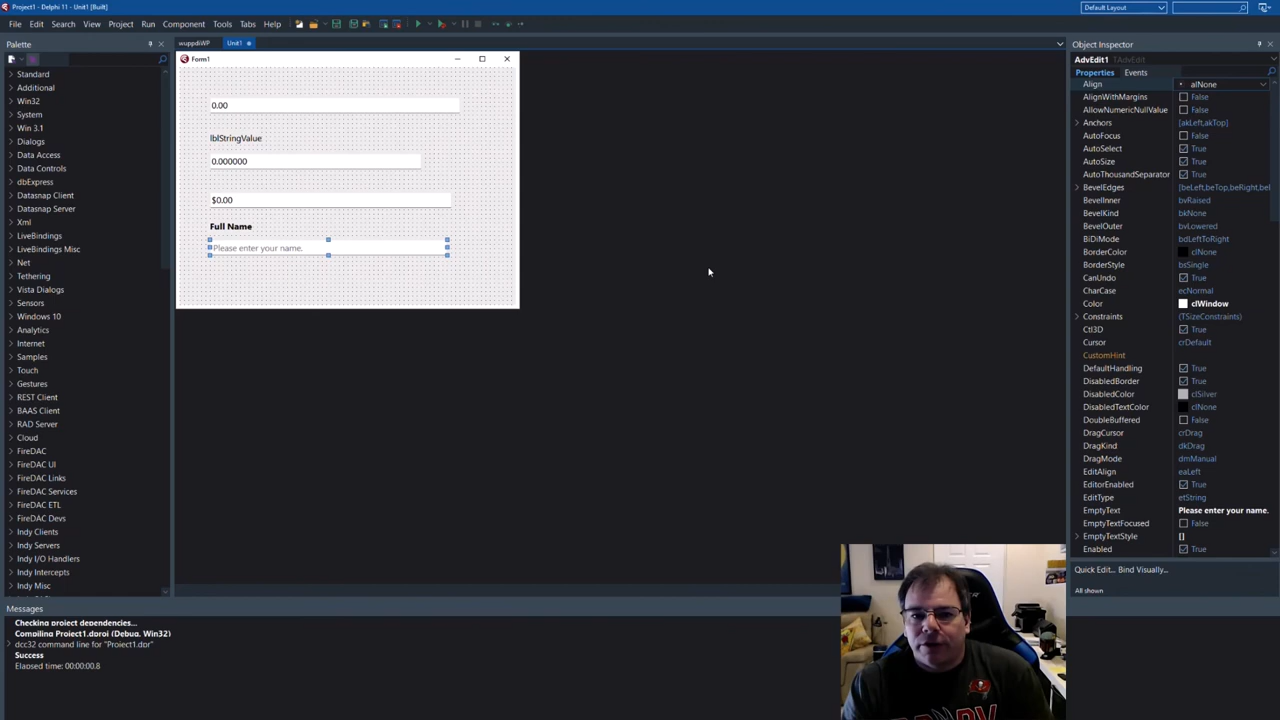 Project1 - Delphi 11 - Unit1 [Built]
Default Layout
File Edit Search View Project Run Component Tools Tabs Help
Palette
wuppdiWP Unit1
Object Inspector
Form1
AdvEdit1 TAdvEdit
Properties Events
Standard
Additional
Win32
System
Win 3.1
Dialogs
Data Access
Data Controls
dbExpress
Datasnap Client
Datasnap Server
Xml
LiveBindings
LiveBindings Misc
Net
Tethering
Vista Dialogs
Sensors
Windows 10
Analytics
Internet
Samples
Touch
Gestures
REST Client
BAAS Client
RAD Server
Cloud
FireDAC
FireDAC UI
FireDAC Links
FireDAC Services
FireDAC ETL
FireDAC Devs
Indy Clients
Indy Servers
Indy I/O Handlers
Indy Intercepts
Indy Misc
0.00
lblStringValue
0.000000
$0.00
Full Name
Please enter your name.
Align alNone
AlignWithMargins False
AllowNumericNullValue False
Anchors [akLeft,akTop]
AutoFocus False
AutoSelect True
AutoSize True
AutoThousandSeparator True
BevelEdges [beLeft,beTop,beRight,be
BevelInner bvRaised
BevelKind bkNone
BevelOuter bvLowered
BiDiMode bdLeftToRight
BorderColor clNone
BorderStyle bsSingle
CanUndo True
CharCase ecNormal
Color clWindow
Constraints (TSizeConstraints)
Ctl3D True
Cursor crDefault
CustomHint
DefaultHandling True
DisabledBorder True
DisabledColor clSilver
DisabledTextColor clNone
DoubleBuffered False
DragCursor crDrag
DragKind dkDrag
DragMode dmManual
EditAlign eaLeft
EditorEnabled True
EditType etString
EmptyText Please enter your name.
EmptyTextFocused False
EmptyTextStyle []
Enabled True
Quick Edit... Bind Visually...
All shown
Messages
Checking project dependencies...
Compiling Project1.dproj (Debug, Win32)
dcc32 command line for "Project1.dpr"
Success
Elapsed time: 00:00:00.8